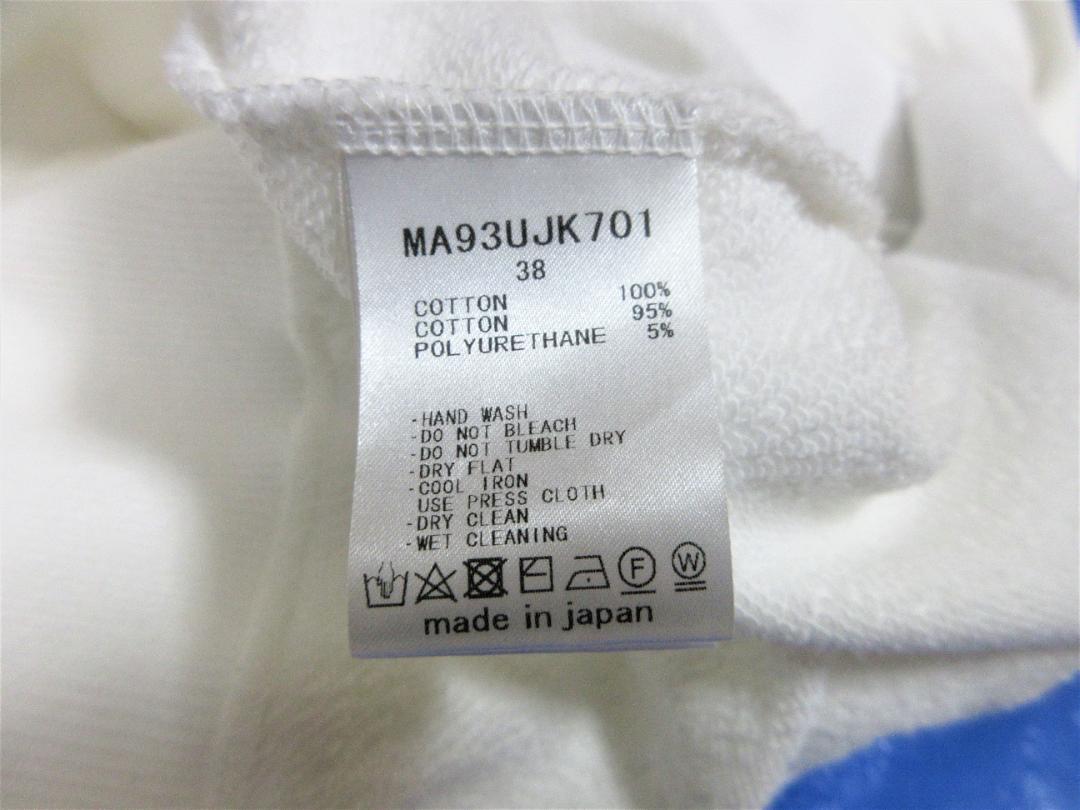 MA93UJK701
38
COTTON 100%
COTTON 95%
POLYURETHANE 5%
-HAND WASH
-DO NOT BLEACH
-DO NOT TUMBLE DRY
-DRY FLAT
-COOL IRON
USE PRESS CLOTH
-DRY CLEAN
-WET CLEANING
F W
made in japan